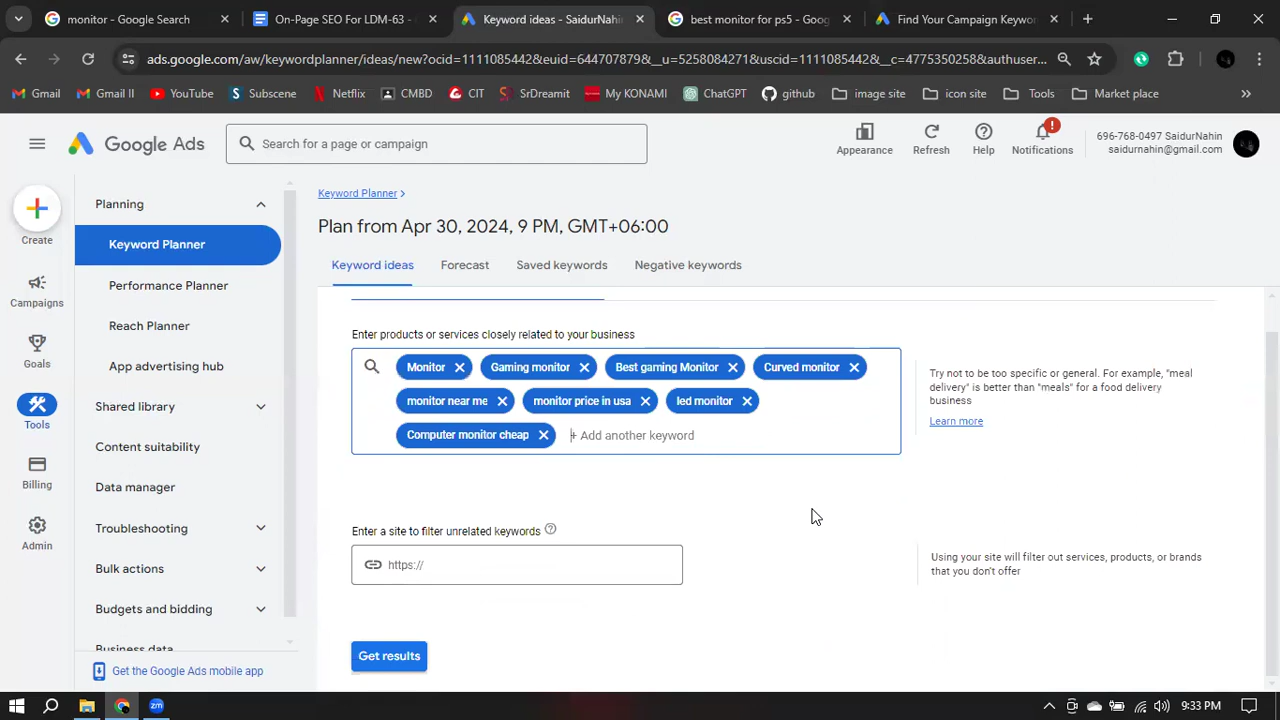 monitor - Google Search
On-Page SEO For LDM-63 -
Keyword ideas - SaidurNahin
best monitor for ps5 - Goog
Find Your Campaign Keywor
ads.google.com/aw/keywordplanner/ideas/new?ocid=1111085442&euid=644707879&__u=5258084271&uscid=1111085442&__c=4775350258&authuser...
Gmail
Gmail II
YouTube
Subscene
Netflix
CMBD
CIT
SrDreamit
My KONAMI
ChatGPT
github
image site
icon site
Tools
Market place
Google Ads
Search for a page or campaign
Appearance
Refresh
Help
Notifications
696-768-0497 SaidurNahin
saidurnahin@gmail.com
Create
Campaigns
Goals
Tools
Billing
Admin
Planning
Keyword Planner
Performance Planner
Reach Planner
App advertising hub
Shared library
Content suitability
Data manager
Troubleshooting
Bulk actions
Budgets and bidding
Business data
Get the Google Ads mobile app
Keyword Planner
Plan from Apr 30, 2024, 9 PM, GMT+06:00
Keyword ideas
Forecast
Saved keywords
Negative keywords
Enter products or services closely related to your business
Monitor
Gaming monitor
Best gaming Monitor
Curved monitor
monitor near me
monitor price in usa
led monitor
Computer monitor cheap
+ Add another keyword
Try not to be too specific or general. For example, "meal
delivery" is better than "meals" for a food delivery
business
Learn more
Enter a site to filter unrelated keywords
https://
Using your site will filter out services, products, or brands
that you don't offer
Get results
9:33 PM